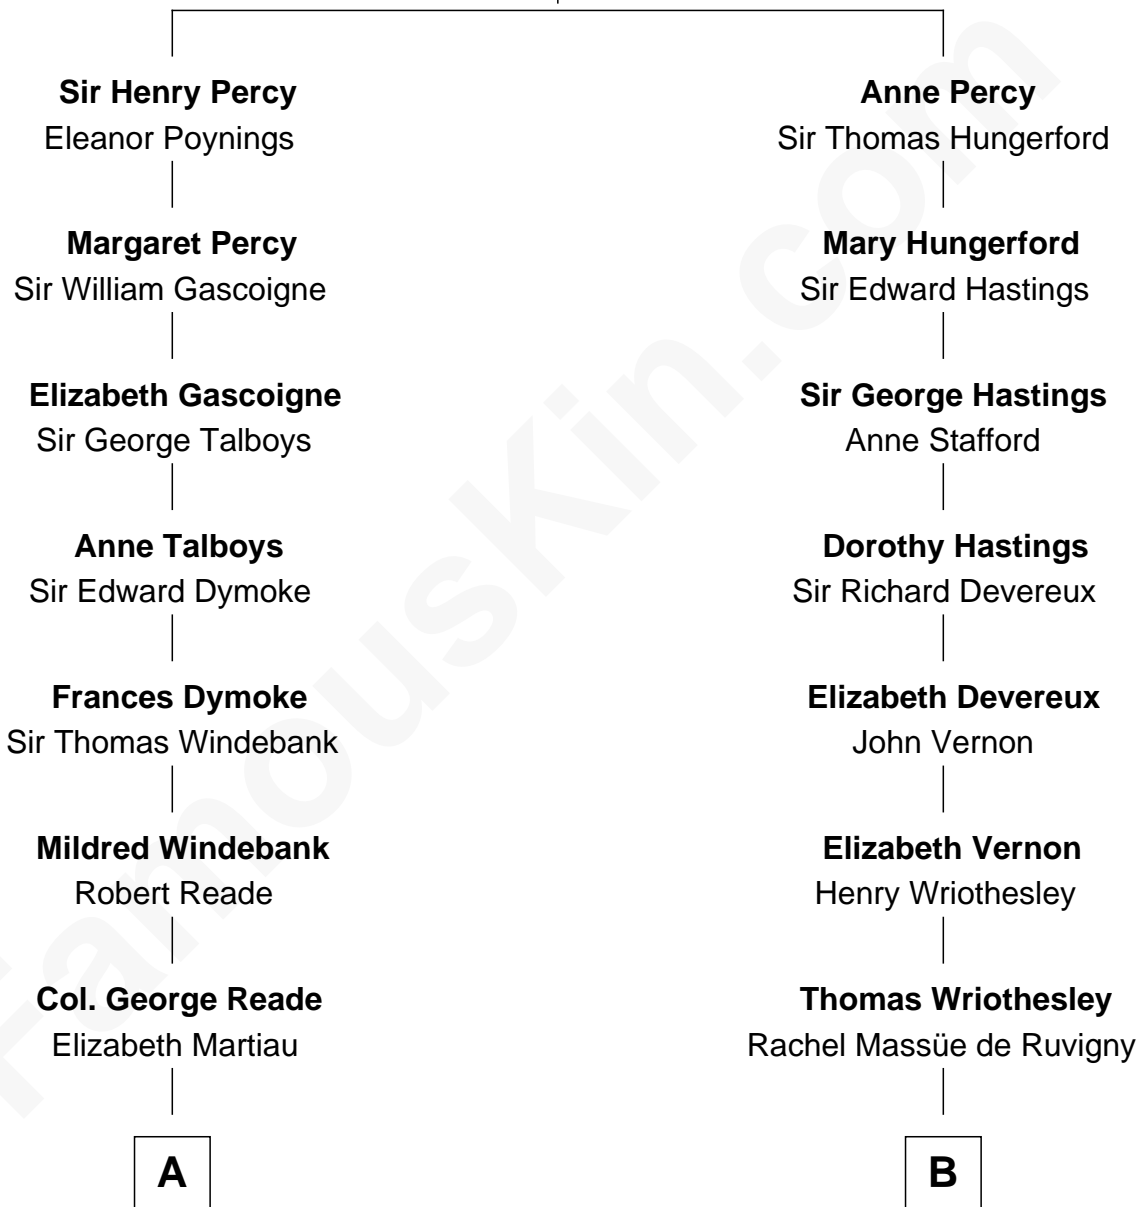 Sir Henry Percy
Eleanor Poynings
Margaret Percy
Sir William Gascoigne
Elizabeth Gascoigne
Sir George Talboys
Anne Talboys
Sir Edward Dymoke
Frances Dymoke
Sir Thomas Windebank
Mildred Windebank
Robert Reade
Col. George Reade
Elizabeth Martiau
A
Anne Percy
Sir Thomas Hungerford
Mary Hungerford
Sir Edward Hastings
Sir George Hastings
Anne Stafford
Dorothy Hastings
Sir Richard Devereux
Elizabeth Devereux
John Vernon
Elizabeth Vernon
Henry Wriothesley
Thomas Wriothesley
Rachel Massüe de Ruvigny
B
FamousKin.com